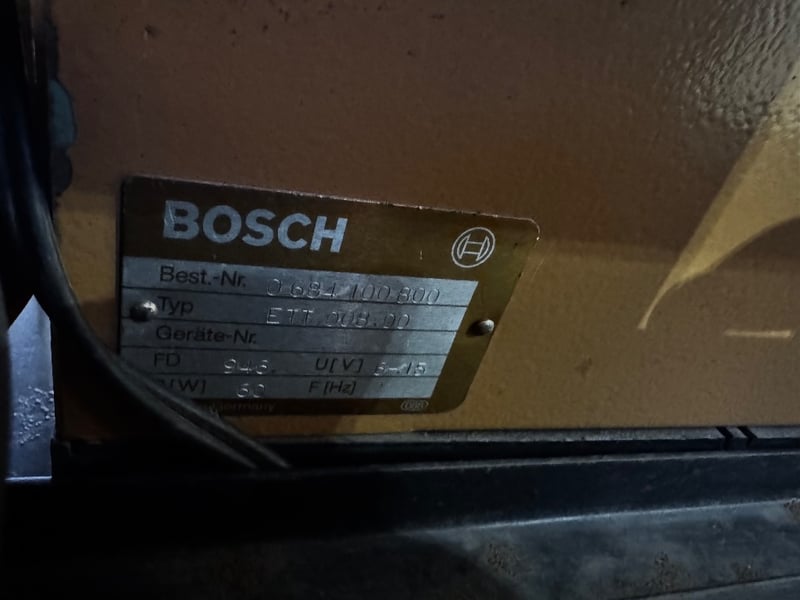 BOSCH
Best.-Nr. 0 684 100 800
Typ ETT 008.00
Geräte-Nr.
FD 946. U[V] 8-15
[W] 60 F[Hz]
Germany